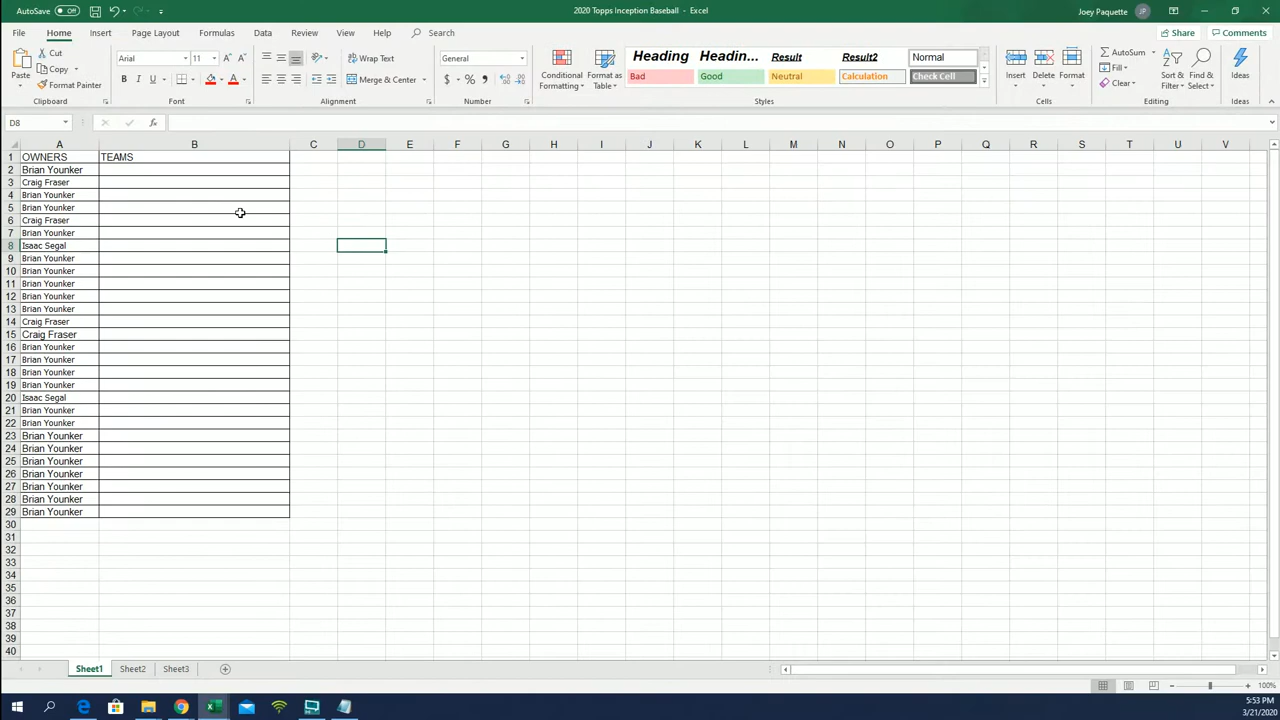 AutoSave Off 2020 Topps Inception Baseball - Excel Joey Paquette JF
File Home Insert Page Layout Formulas Data Review View Help Search Share Comments
Paste Cut Copy Format Painter Clipboard
Arial 11 B I U Font
Wrap Text Merge & Center Alignment
General $ % Number
Conditional Formatting Format as Table
Heading Headin... Result Result2 Normal
Bad Good Neutral Calculation Check Cell
Styles
Insert Delete Format Cells
AutoSum Fill Clear Sort & Filter Find & Select Editing
Ideas Ideas
D8 fx
A B C D E F G H I J K L M N O P Q R S T U V
1 OWNERS TEAMS
2 Brian Younker
3 Craig Fraser
4 Brian Younker
5 Brian Younker
6 Craig Fraser
7 Brian Younker
8 Isaac Segal
9 Brian Younker
10 Brian Younker
11 Brian Younker
12 Brian Younker
13 Brian Younker
14 Craig Fraser
15 Craig Fraser
16 Brian Younker
17 Brian Younker
18 Brian Younker
19 Brian Younker
20 Isaac Segal
21 Brian Younker
22 Brian Younker
23 Brian Younker
24 Brian Younker
25 Brian Younker
26 Brian Younker
27 Brian Younker
28 Brian Younker
29 Brian Younker
30
31
32
33
34
35
36
37
38
39
40
Sheet1 Sheet2 Sheet3
100%
5:53 PM
3/21/2020